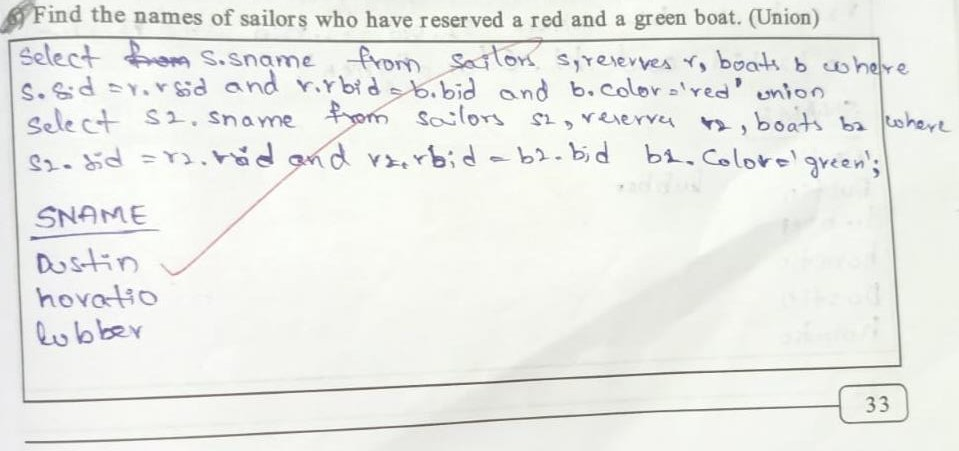 Find the names of sailors who have reserved a red and a green boat. (Union)
Select from s.sname from sailors s, reserves r, boats b where
s.sid = r.rsid and r.rbid = b.bid and b.color = 'red' union
Select s2.sname from sailors s2, reserves r2, boats b2 where
s2.sid = r2.rsid and r2.rbid = b2.bid b2.color = 'green';
SNAME
Dustin
horatio
lubber
33